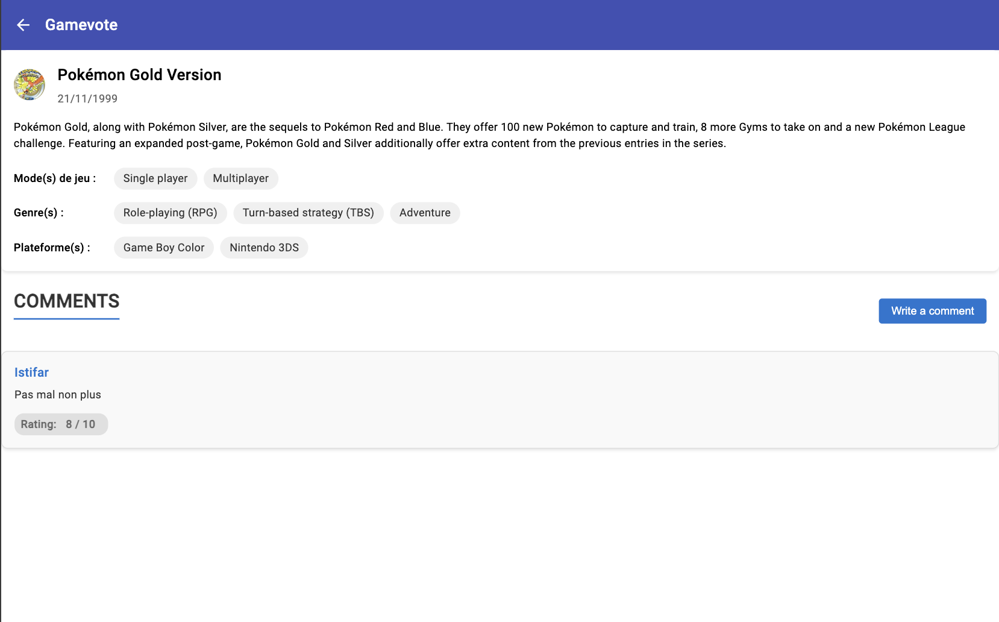 Gamevote
Pokémon Gold Version
21/11/1999
Pokémon Gold, along with Pokémon Silver, are the sequels to Pokémon Red and Blue. They offer 100 new Pokémon to capture and train, 8 more Gyms to take on and a new Pokémon League
challenge. Featuring an expanded post-game, Pokémon Gold and Silver additionally offer extra content from the previous entries in the series.
Mode(s) de jeu : Single player Multiplayer
Genre(s) : Role-playing (RPG) Turn-based strategy (TBS) Adventure
Plateforme(s) : Game Boy Color Nintendo 3DS
COMMENTS
Write a comment
Istifar
Pas mal non plus
Rating: 8 / 10